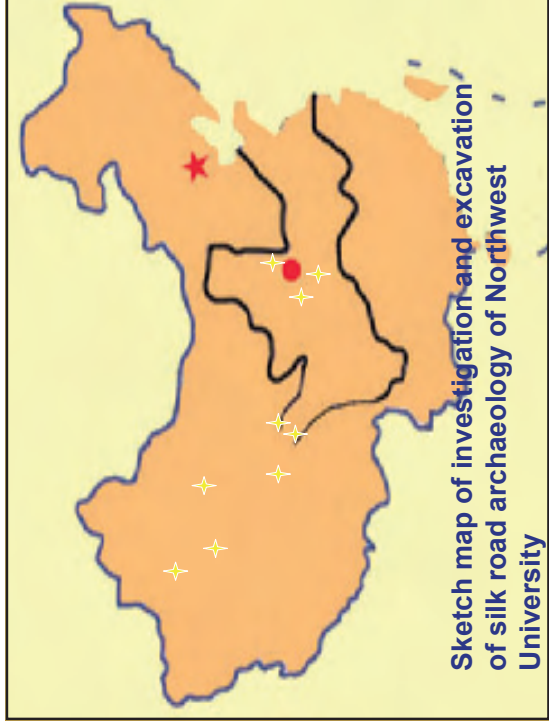 Sketch map of investigation and excavation
of silk road archaeology of Northwest
University